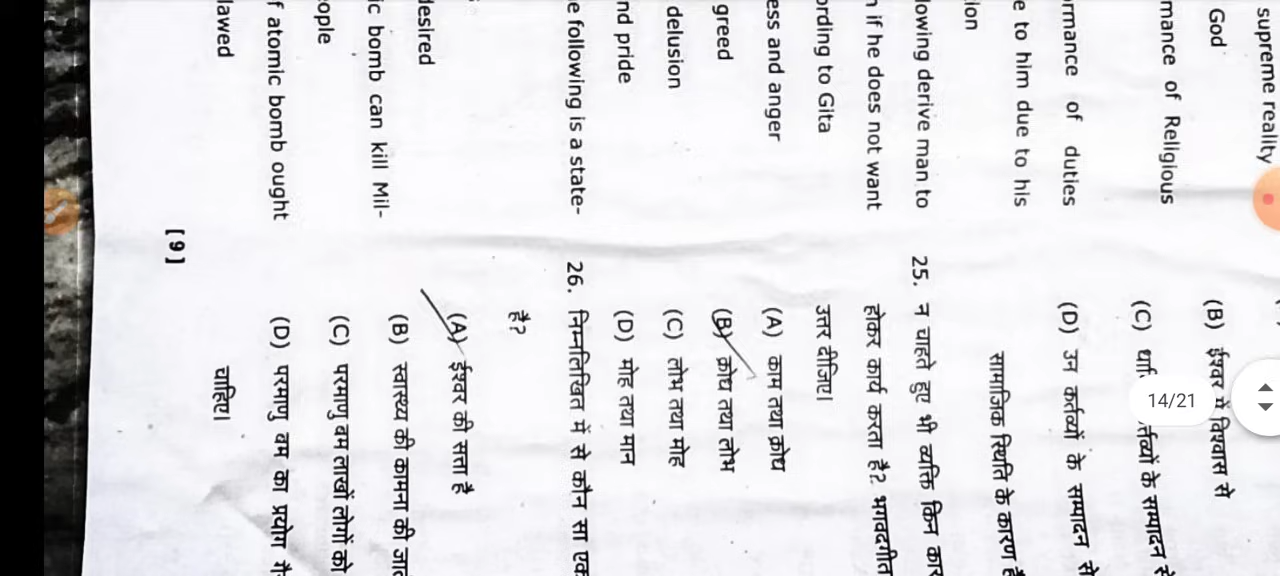 supreme reality
God
mance of Religious
rmance of duties
e to him due to his
ion
lowing derive man to
n if he does not want
ording to Gita
ess and anger
greed
delusion
nd pride
e following is a state-
desired
ic bomb can kill Mil-
eople
f atomic bomb ought
lawed
(B) ईश्वर में विश्वास से
(C) के सम्पादन से
(D) उन कर्तव्यों के सम्पादन से
सामाजिक स्थिति के कारण
25. न चाहते हुए भी व्यक्ति किन
होकर कार्य करता है? भगवद्गीता
उत्तर दीजिए।
(A) काम तथा क्रोध
(B) क्रोध तथा लोभ
(C) लोभ तथा मोह
(D) मोह तथा मान
26. निम्नलिखित में से कौन सा एक
है?
(A) ईश्वर की सत्ता है
(B) स्वास्थ्य की कामना की
(C) परमाणु बम लाखों लोगों को
(D) परमाणु बम का प्रयोग
चाहिए।
[9]
14/21